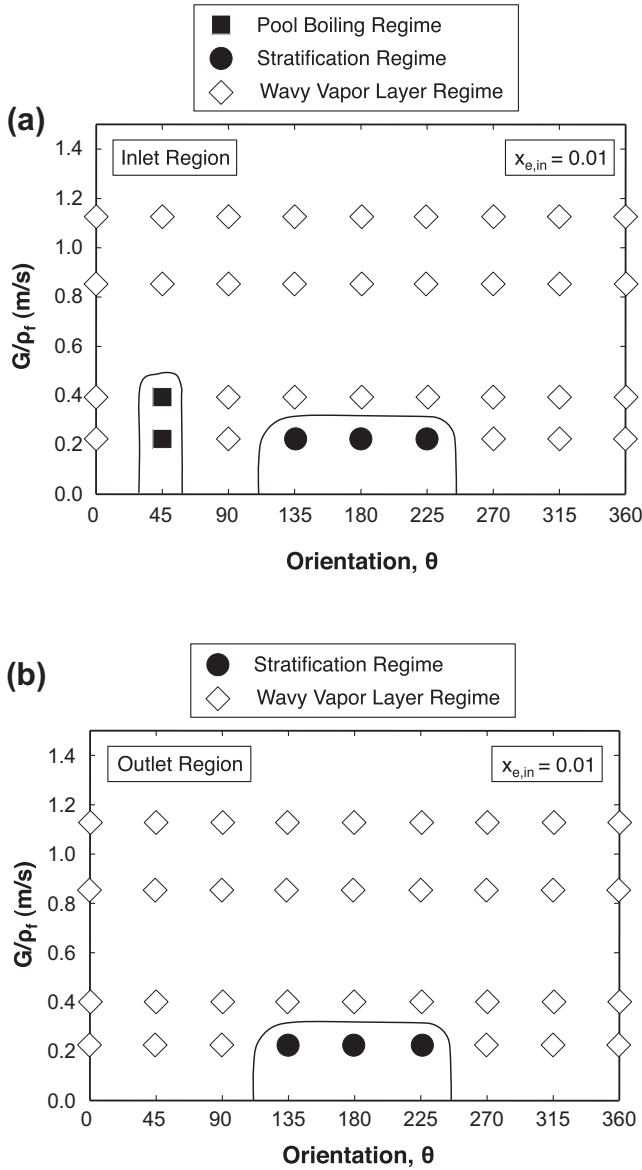 Pool Boiling Regime
Stratification Regime
Wavy Vapor Layer Regime
(a)
Inlet Region
x_{e,in} = 0.01
1.4
1.2
1.0
0.8
0.6
0.4
0.2
0.0
G/ρ_f (m/s)
0 45 90 135 180 225 270 315 360
Orientation, θ
(b)
Stratification Regime
Wavy Vapor Layer Regime
Outlet Region
x_{e,in} = 0.01
1.4
1.2
1.0
0.8
0.6
0.4
0.2
0.0
G/ρ_f (m/s)
0 45 90 135 180 225 270 315 360
Orientation, θ